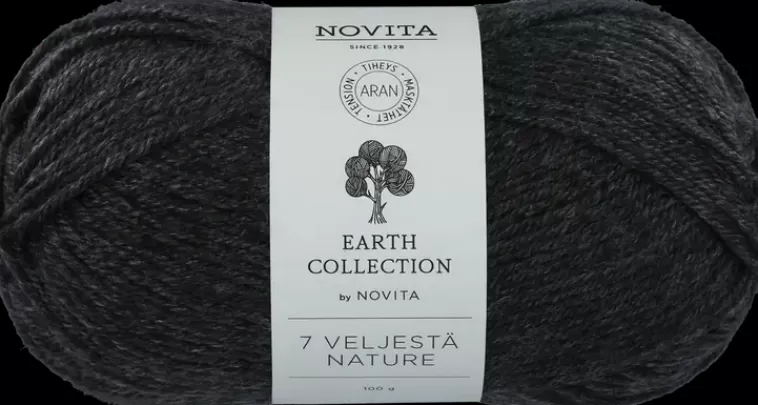 NOVITA
SINCE 1928
TIHEYS • MASKTÄTHET • TENSION •
ARAN
EARTH
COLLECTION
by NOVITA
7 VELJESTÄ
NATURE
100 g